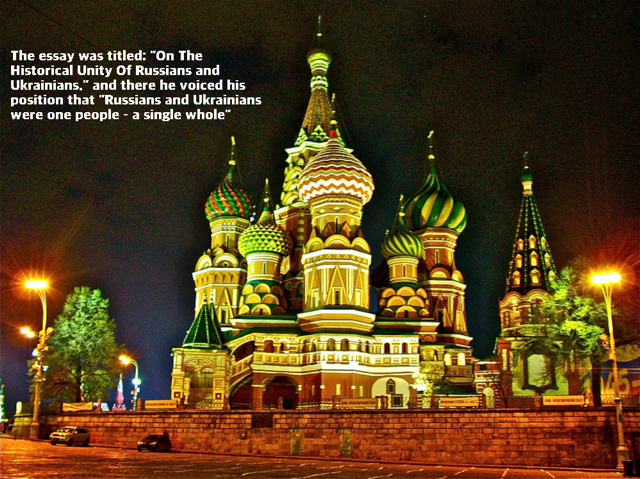 The essay was titled: "On The
Historical Unity Of Russians and
Ukrainians," and there he voiced his
position that "Russians and Ukrainians
were one people - a single whole"